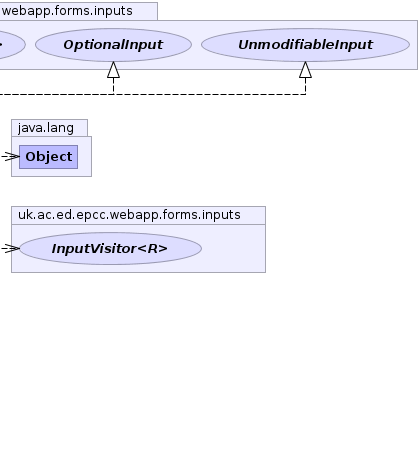 webapp.forms.inputs
>
OptionalInput
UnmodifiableInput
java.lang
Object
uk.ac.ed.epcc.webapp.forms.inputs
InputVisitor<R>